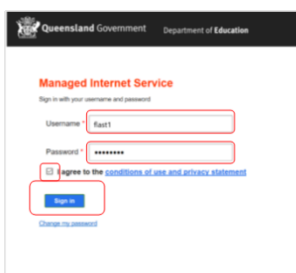 Queensland Government Department of Education
Managed Internet Service
Sign in with your username and password
Username * flast1
Password * ••••••••
I agree to the conditions of use and privacy statement
Sign in
Change my password